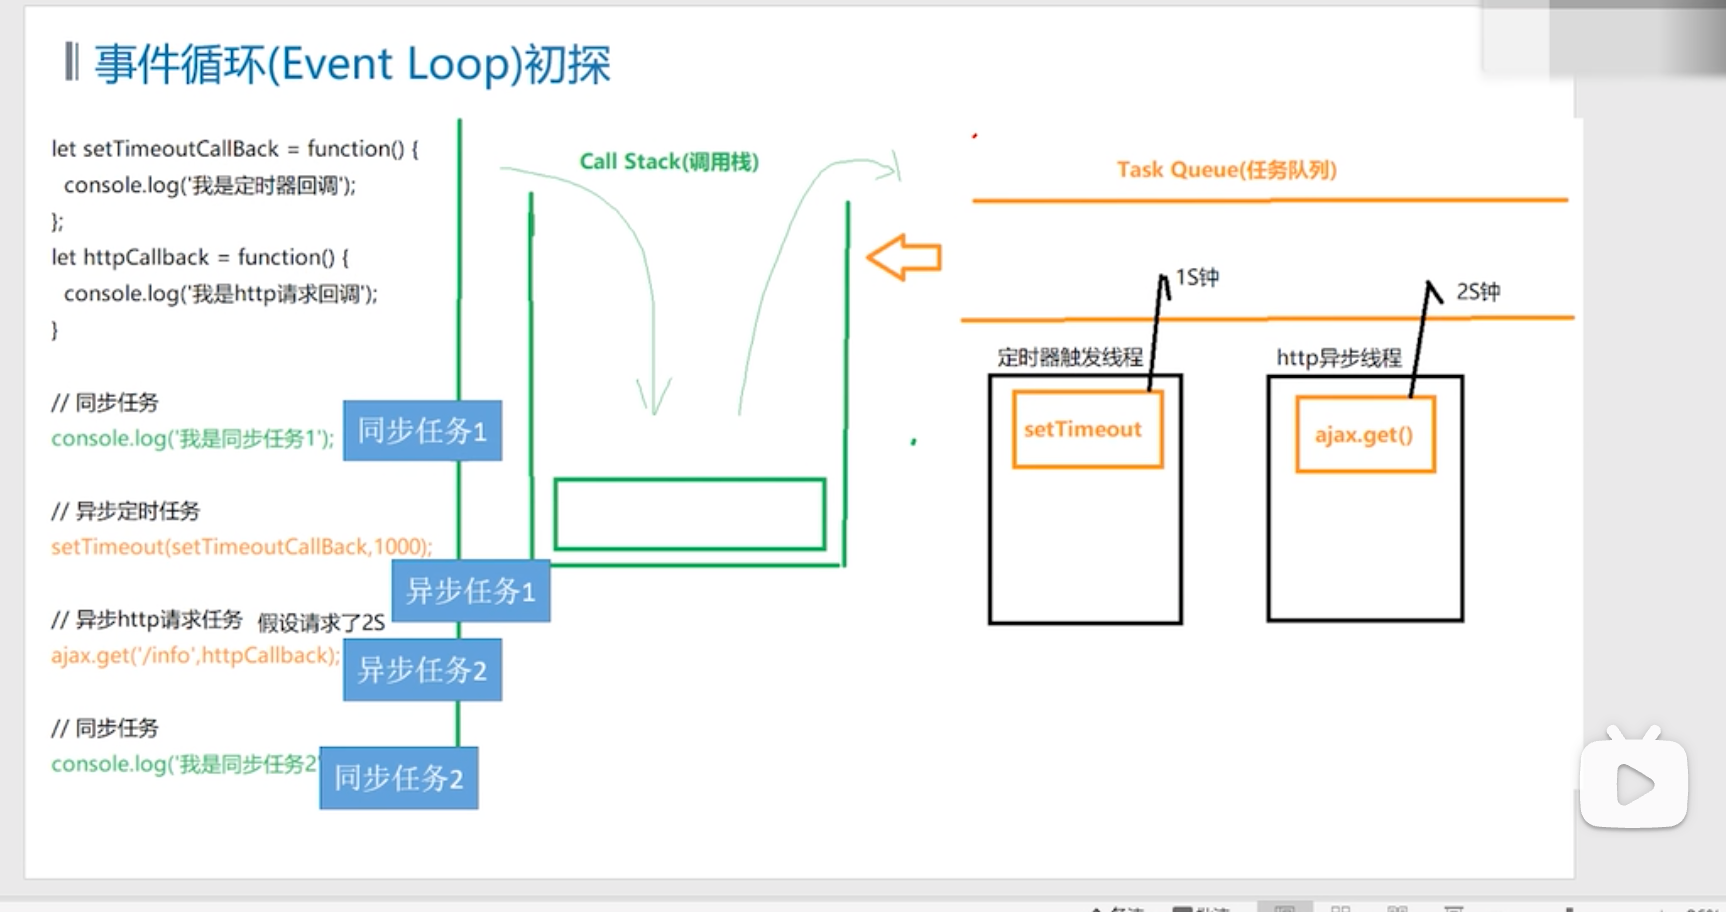 事件循环(Event Loop)初探
let setTimeoutCallBack = function() {
console.log('我是定时器回调');
};
let httpCallback = function() {
console.log('我是http请求回调');
}
// 同步任务
console.log('我是同步任务1');
同步任务1
// 异步定时任务
setTimeout(setTimeoutCallBack,1000);
异步任务1
// 异步http请求任务 假设请求了2S
ajax.get('/info',httpCallback);
异步任务2
// 同步任务
console.log('我是同步任务2'
同步任务2
Call Stack(调用栈)
Task Queue(任务队列)
1S钟
2S钟
定时器触发线程
http异步线程
setTimeout
ajax.get()